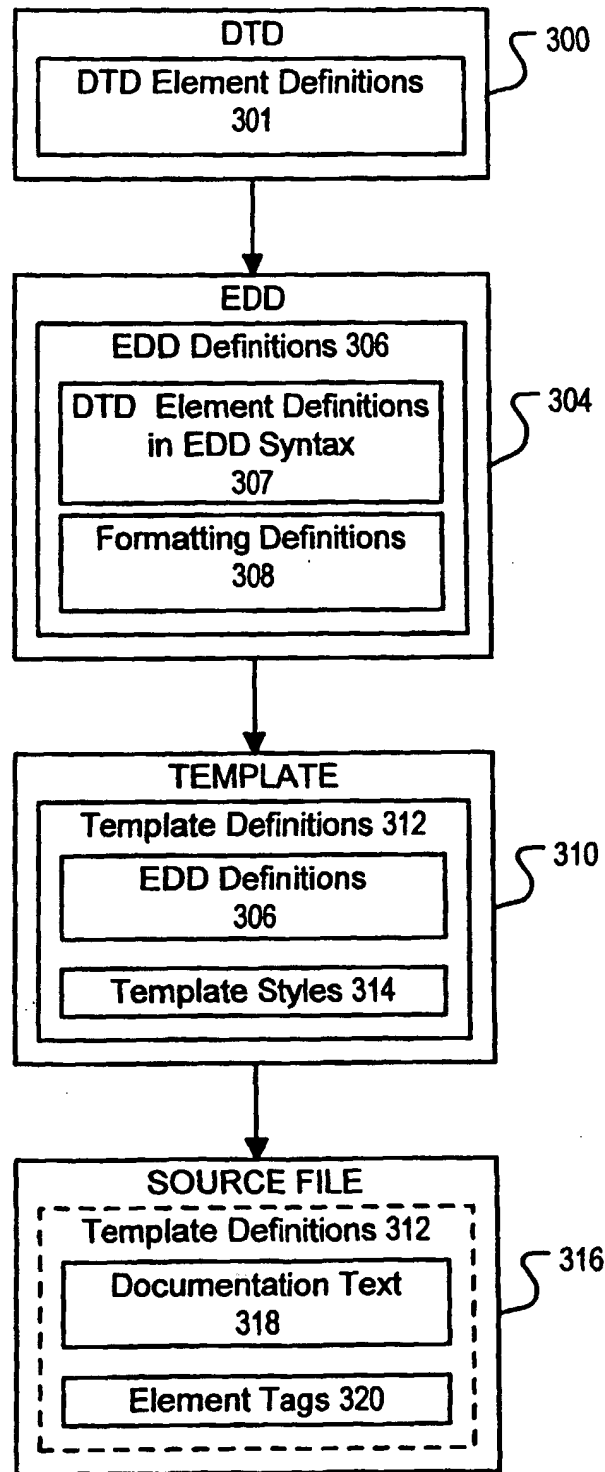 DTD
300
DTD Element Definitions
301
EDD
EDD Definitions 306
304
DTD Element Definitions
in EDD Syntax
307
Formatting Definitions
308
TEMPLATE
Template Definitions 312
310
EDD Definitions
306
Template Styles 314
SOURCE FILE
Template Definitions 312
316
Documentation Text
318
Element Tags 320